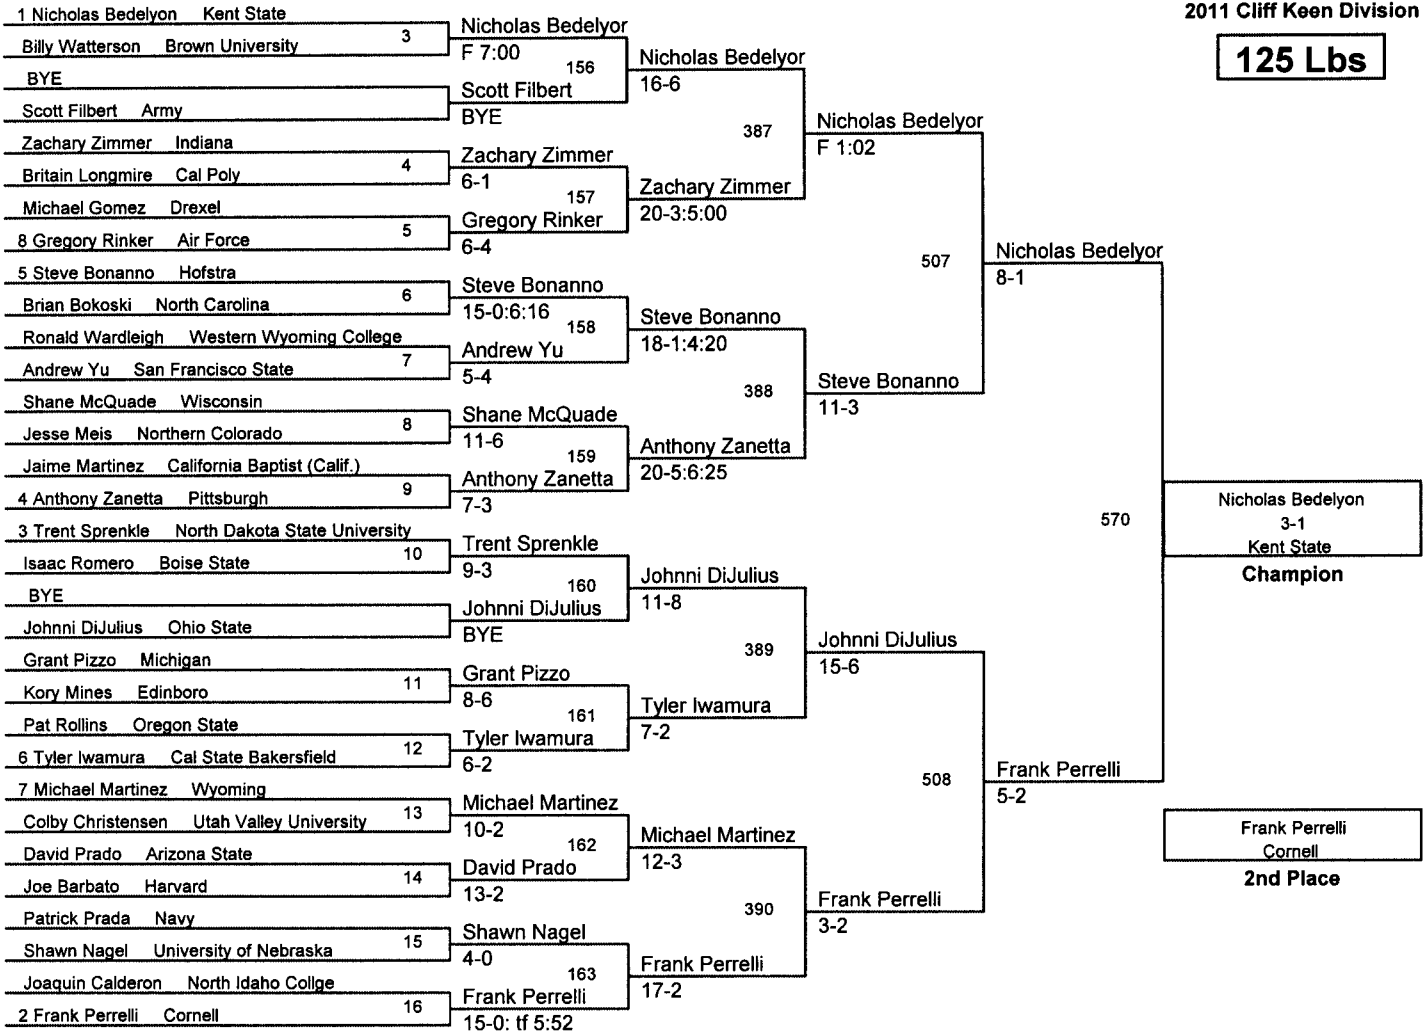 2011 Cliff Keen Division
125 Lbs
1 Nicholas Bedelyon Kent State
3
Billy Watterson Brown University
BYE
Scott Filbert Army
Zachary Zimmer Indiana
4
Britain Longmire Cal Poly
Michael Gomez Drexel
5
8 Gregory Rinker Air Force
5 Steve Bonanno Hofstra
6
Brian Bokoski North Carolina
Ronald Wardleigh Western Wyoming College
7
Andrew Yu San Francisco State
Shane McQuade Wisconsin
8
Jesse Meis Northern Colorado
Jaime Martinez California Baptist (Calif.)
9
4 Anthony Zanetta Pittsburgh
3 Trent Sprenkle North Dakota State University
10
Isaac Romero Boise State
BYE
Johnni DiJulius Ohio State
Grant Pizzo Michigan
11
Kory Mines Edinboro
Pat Rollins Oregon State
12
6 Tyler Iwamura Cal State Bakersfield
7 Michael Martinez Wyoming
13
Colby Christensen Utah Valley University
David Prado Arizona State
14
Joe Barbato Harvard
Patrick Prada Navy
15
Shawn Nagel University of Nebraska
Joaquin Calderon North Idaho Collge
16
2 Frank Perrelli Cornell
Nicholas Bedelyor
F 7:00
156
Scott Filbert
BYE
Zachary Zimmer
6-1
157
Gregory Rinker
6-4
Steve Bonanno
15-0:6:16
158
Andrew Yu
5-4
Shane McQuade
11-6
159
Anthony Zanetta
7-3
Trent Sprenkle
9-3
160
Johnni DiJulius
BYE
Grant Pizzo
8-6
161
Tyler Iwamura
6-2
Michael Martinez
10-2
162
David Prado
13-2
Shawn Nagel
4-0
163
Frank Perrelli
15-0: tf 5:52
Nicholas Bedelyor
16-6
387
Zachary Zimmer
20-3:5:00
Steve Bonanno
18-1:4:20
388
Anthony Zanetta
20-5:6:25
Johnni DiJulius
11-8
389
Tyler Iwamura
7-2
Michael Martinez
12-3
390
Frank Perrelli
17-2
Nicholas Bedelyor
F 1:02
507
Steve Bonanno
11-3
Johnni DiJulius
15-6
508
Frank Perrelli
3-2
Nicholas Bedelyor
8-1
570
Frank Perrelli
5-2
Nicholas Bedelyon
3-1
Kent State
Champion
Frank Perrelli
Cornell
2nd Place